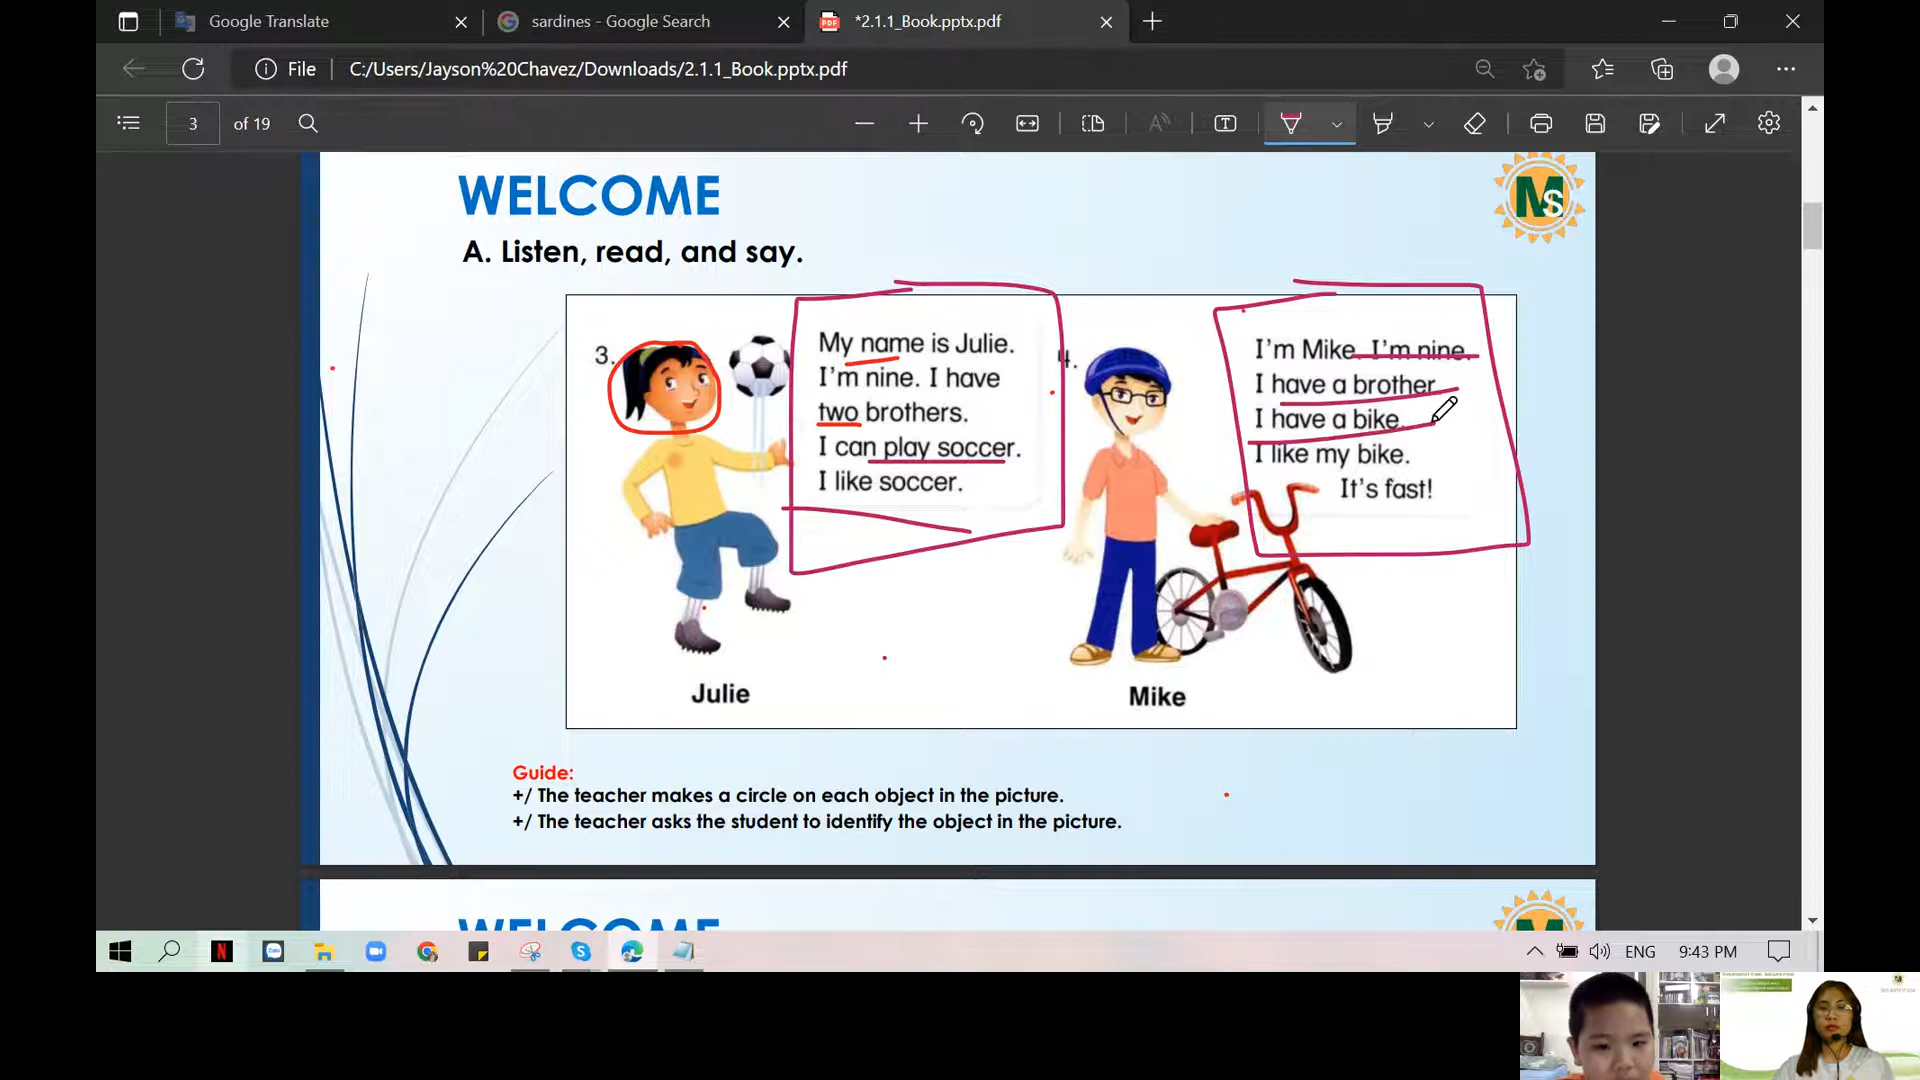 Google Translate
sardines - Google Search
*2.1.1_Book.pptx.pdf
File
C:/Users/Jayson%20Chavez/Downloads/2.1.1_Book.pptx.pdf
3 of 19
WELCOME
MS
A. Listen, read, and say.
3.
My name is Julie.
I'm nine. I have
two brothers.
I can play soccer.
I like soccer.
4.
I'm Mike. I'm nine.
I have a brother
I have a bike.
I like my bike.
It's fast!
Julie
Mike
Guide:
+/ The teacher makes a circle on each object in the picture.
+/ The teacher asks the student to identify the object in the picture.
WELCOME
ENG
9:43 PM